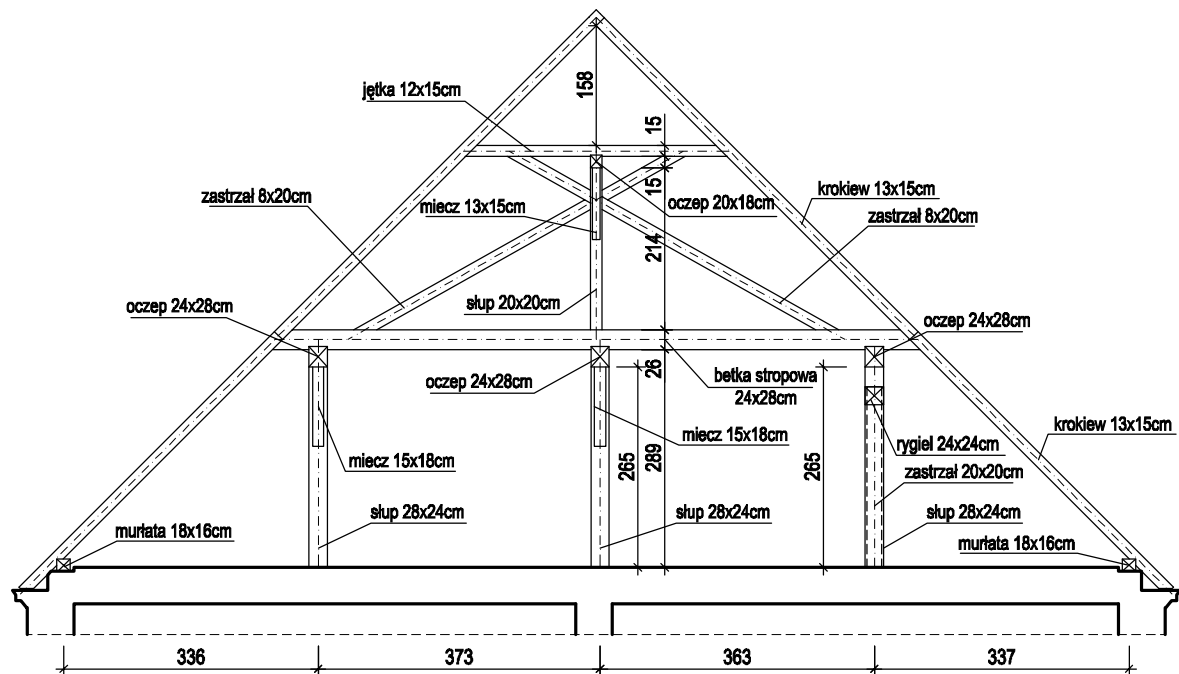 158
jętka 12x15cm
15
zastrzał 8x20cm
15
krokiew 13x15cm
miecz 13x15cm
oczep 20x18cm
zastrzał 8x20cm
214
oczep 24x28cm
słup 20x20cm
oczep 24x28cm
26
oczep 24x28cm
betka stropowa
24x28cm
miecz 15x18cm
krokiew 13x15cm
rygiel 24x24cm
miecz 15x18cm
265
289
265
zastrzał 20x20cm
słup 28x24cm
słup 28x24cm
słup 28x24cm
murłata 18x16cm
murłata 18x16cm
336
373
363
337